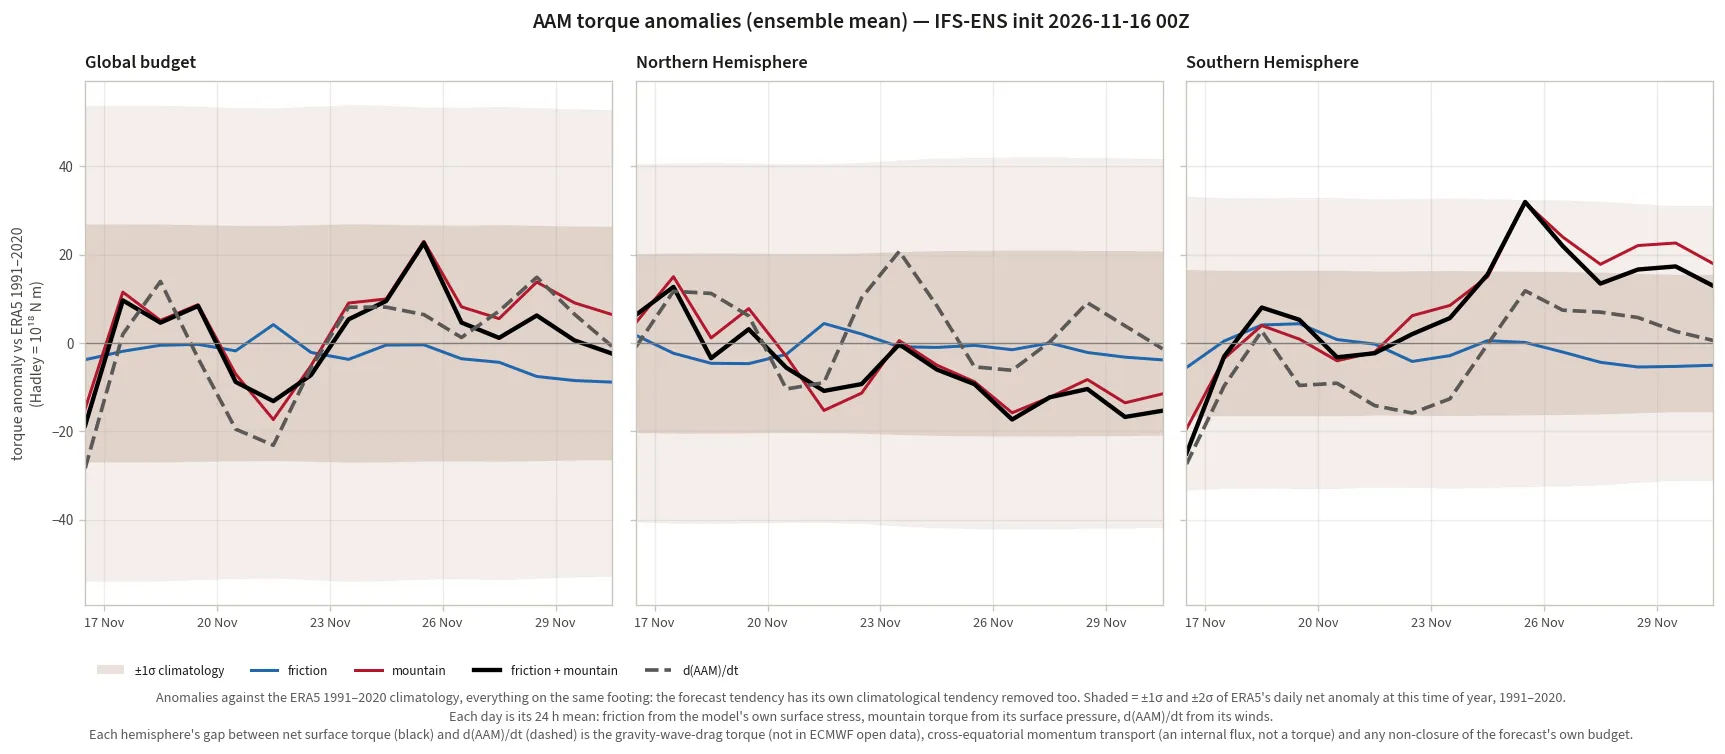 AAM torque anomalies (ensemble mean) — IFS-ENS init 2026-11-16 00Z
Global budget
Northern Hemisphere
Southern Hemisphere
torque anomaly vs ERA5 1991–2020
(Hadley = 10¹⁸ N m)
40
20
0
−20
−40
17 Nov
20 Nov
23 Nov
26 Nov
29 Nov
17 Nov
20 Nov
23 Nov
26 Nov
29 Nov
17 Nov
20 Nov
23 Nov
26 Nov
29 Nov
±1σ climatology
friction
mountain
friction + mountain
d(AAM)/dt
Anomalies against the ERA5 1991–2020 climatology, everything on the same footing: the forecast tendency has its own climatological tendency removed too. Shaded = ±1σ and ±2σ of ERA5's daily net anomaly at this time of year, 1991–2020.
Each day is its 24 h mean: friction from the model's own surface stress, mountain torque from its surface pressure, d(AAM)/dt from its winds.
Each hemisphere's gap between net surface torque (black) and d(AAM)/dt (dashed) is the gravity-wave-drag torque (not in ECMWF open data), cross-equatorial momentum transport (an internal flux, not a torque) and any non-closure of the forecast's own budget.